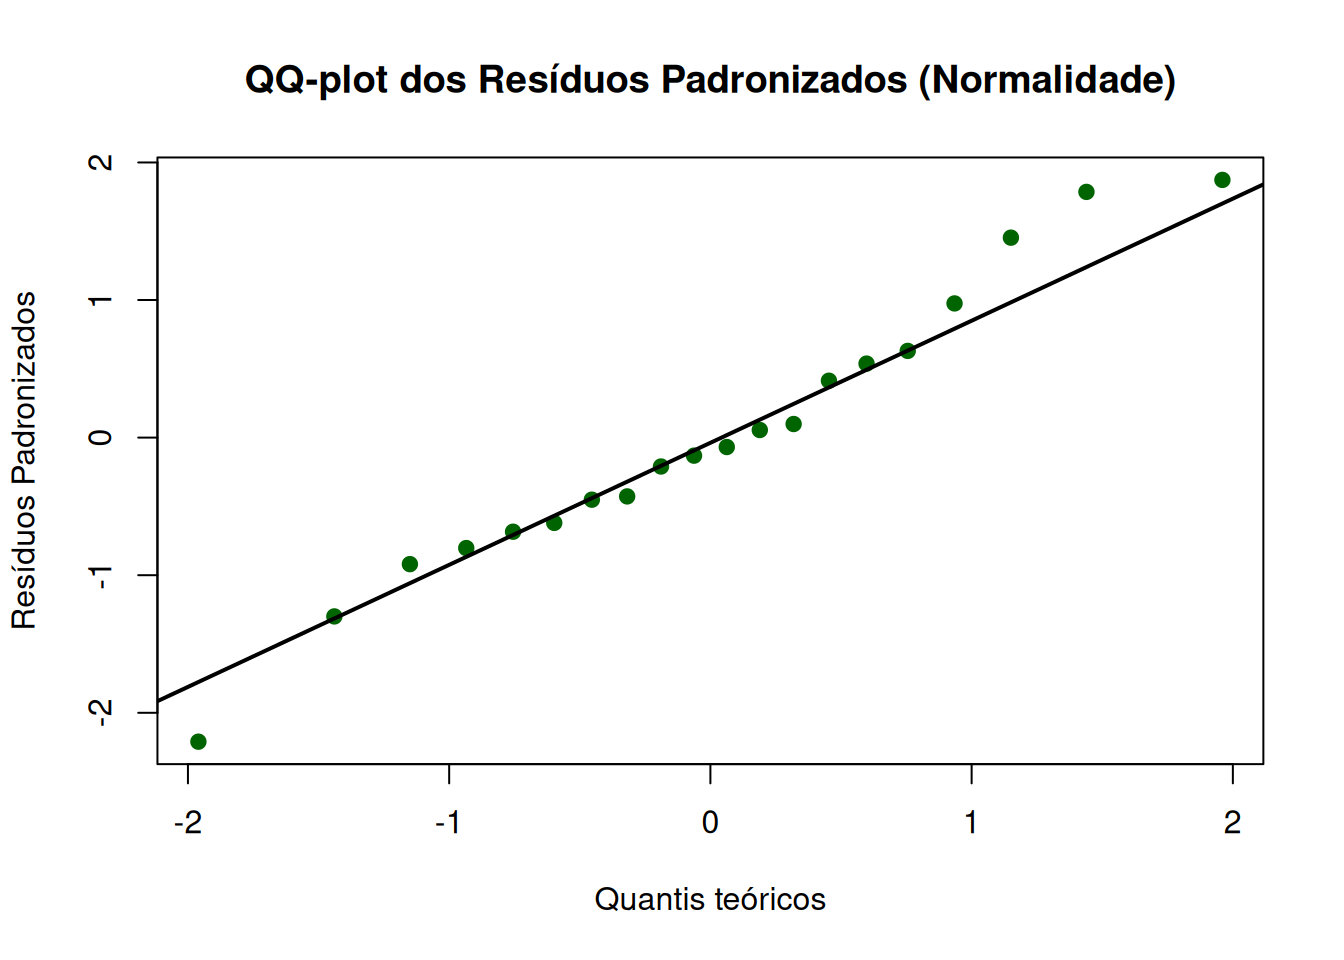 QQ-plot dos Resíduos Padronizados (Normalidade)
Resíduos Padronizados
2
1
0
-1
-2
-2 -1 0 1 2
Quantis teóricos